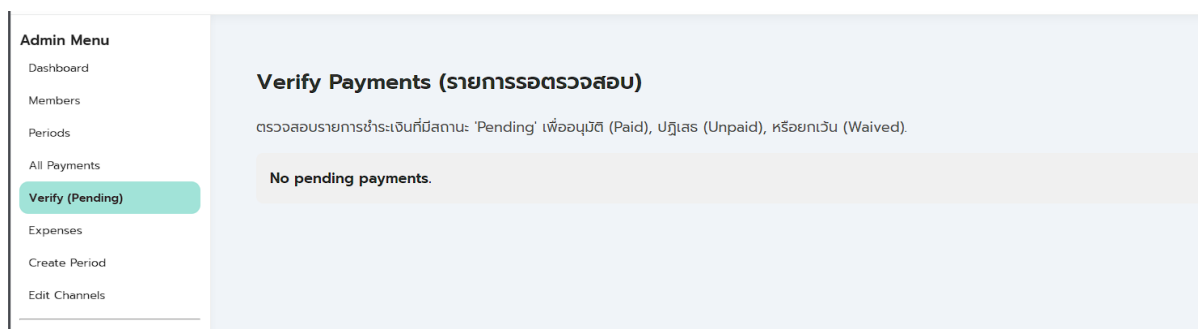 Admin Menu
Dashboard
Members
Periods
All Payments
Verify (Pending)
Expenses
Create Period
Edit Channels
Verify Payments (รายการรอตรวจสอบ)
ตรวจสอบรายการชำระเงินที่มีสถานะ 'Pending' เพื่ออนุมัติ (Paid), ปฏิเสธ (Unpaid), หรือยกเว้น (Waived).
No pending payments.